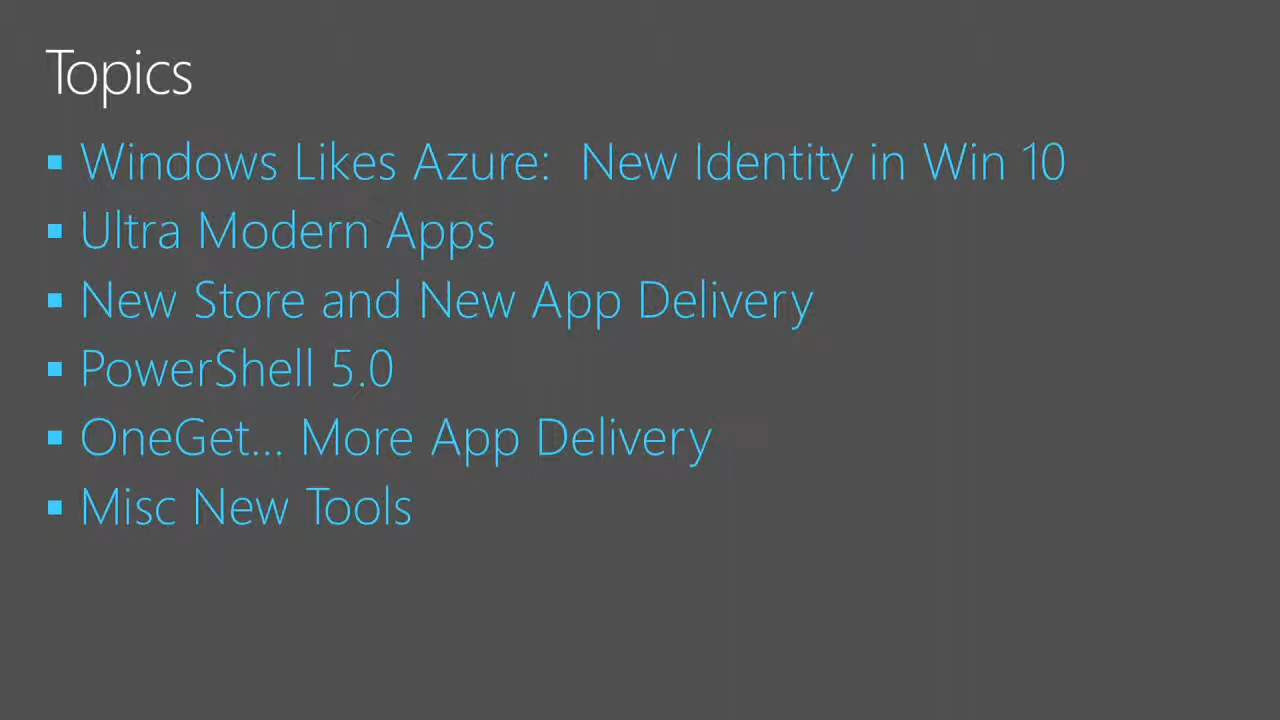 Topics
▪ Windows Likes Azure:  New Identity in Win 10
▪ Ultra Modern Apps
▪ New Store and New App Delivery
▪ PowerShell 5.0
▪ OneGet... More App Delivery
▪ Misc New Tools